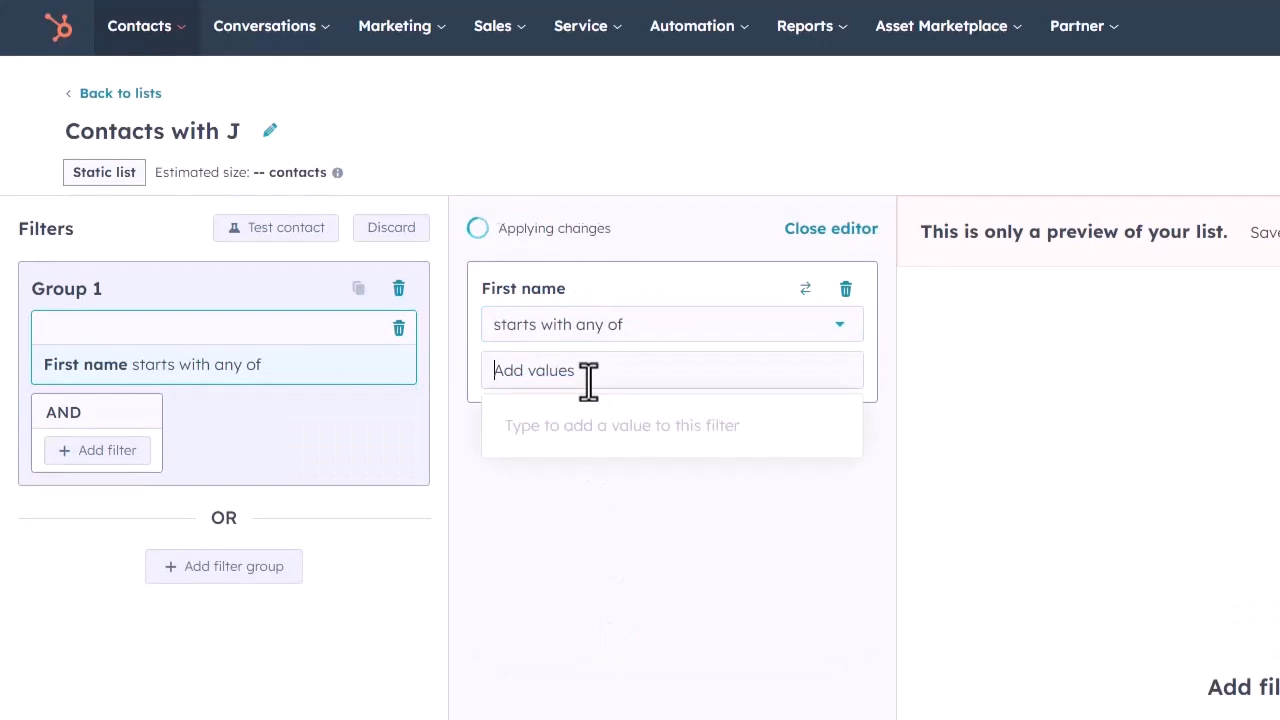 Contacts Conversations Marketing Sales Service Automation Reports Asset Marketplace Partner
Back to lists
Contacts with J
Static list Estimated size: -- contacts
Filters Test contact Discard
Group 1
First name starts with any of
AND
+ Add filter
OR
+ Add filter group
Applying changes Close editor
First name
starts with any of
Add values
Type to add a value to this filter
This is only a preview of your list. Save
Add fil